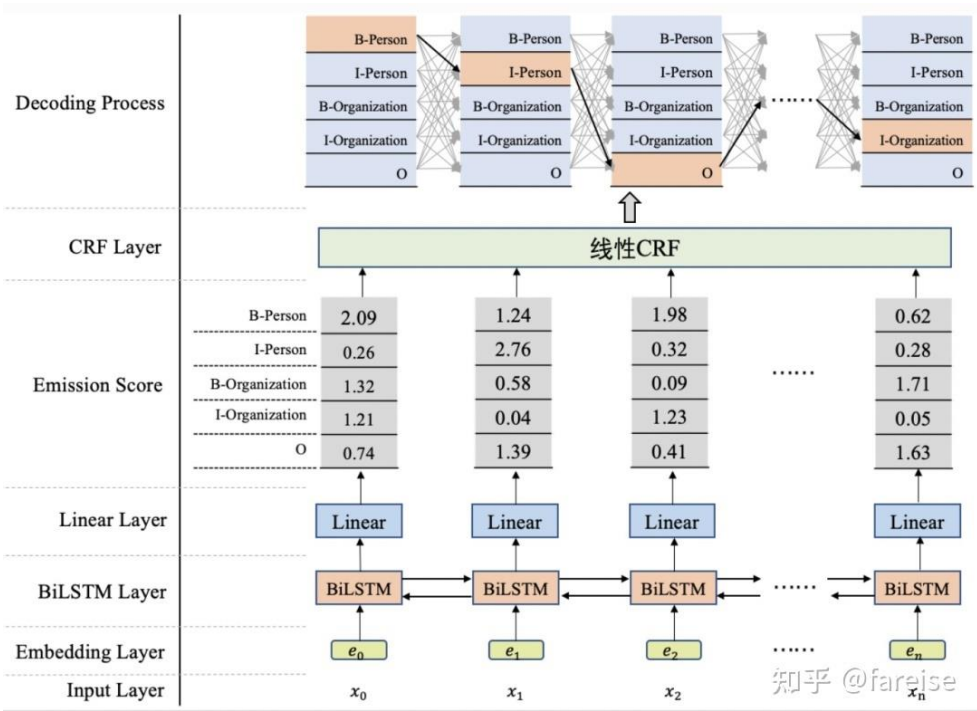 Decoding Process
B-Person B-Person B-Person B-Person
I-Person I-Person I-Person I-Person
B-Organization B-Organization B-Organization ...... B-Organization
I-Organization I-Organization I-Organization I-Organization
O O O O
CRF Layer 线性CRF
Emission Score
B-Person 2.09 1.24 1.98 0.62
I-Person 0.26 2.76 0.32 0.28
B-Organization 1.32 0.58 0.09 ...... 1.71
I-Organization 1.21 0.04 1.23 0.05
O 0.74 1.39 0.41 1.63
Linear Layer Linear Linear Linear Linear
BiLSTM Layer BiLSTM BiLSTM BiLSTM ...... BiLSTM
Embedding Layer e0 e1 e2 ...... en
Input Layer x0 x1 x2 xn
知乎 @fareise